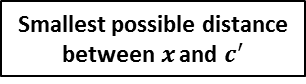 Smallest possible distance
between x and c′